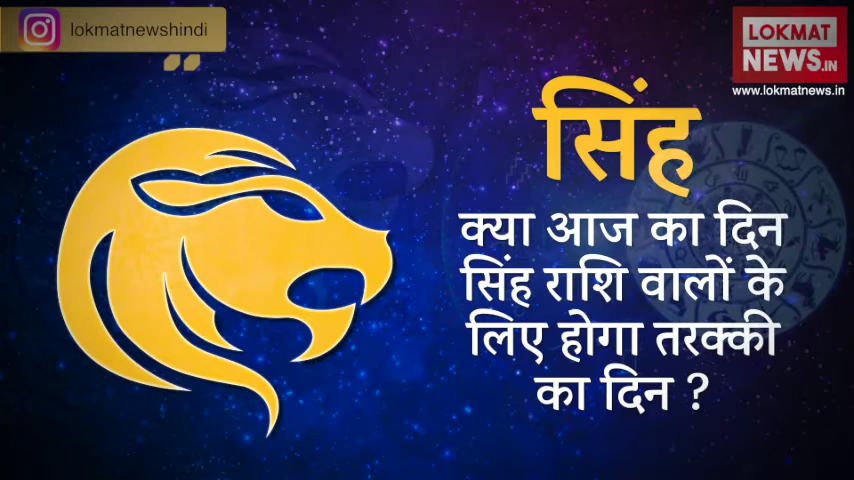 lokmatnewshindi
LOKMAT
NEWS.IN
www.lokmatnews.in
सिंह
क्या आज का दिन
सिंह राशि वालों के
लिए होगा तरक्की
का दिन ?